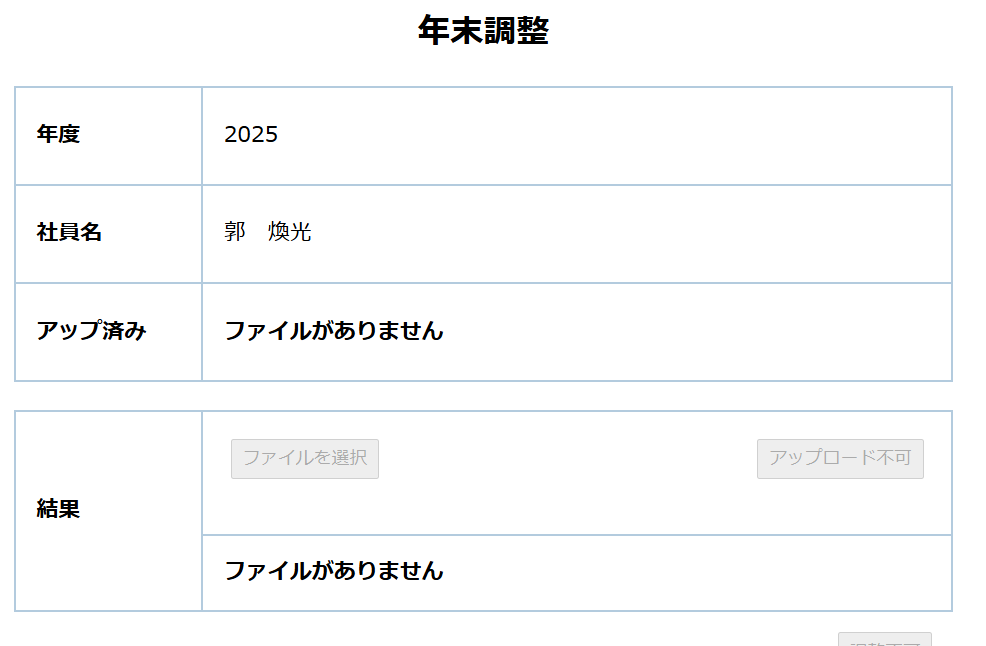 年末調整
年度
2025
社員名
郭　煥光
アップ済み
ファイルがありません
結果
ファイルを選択
アップロード不可
ファイルがありません